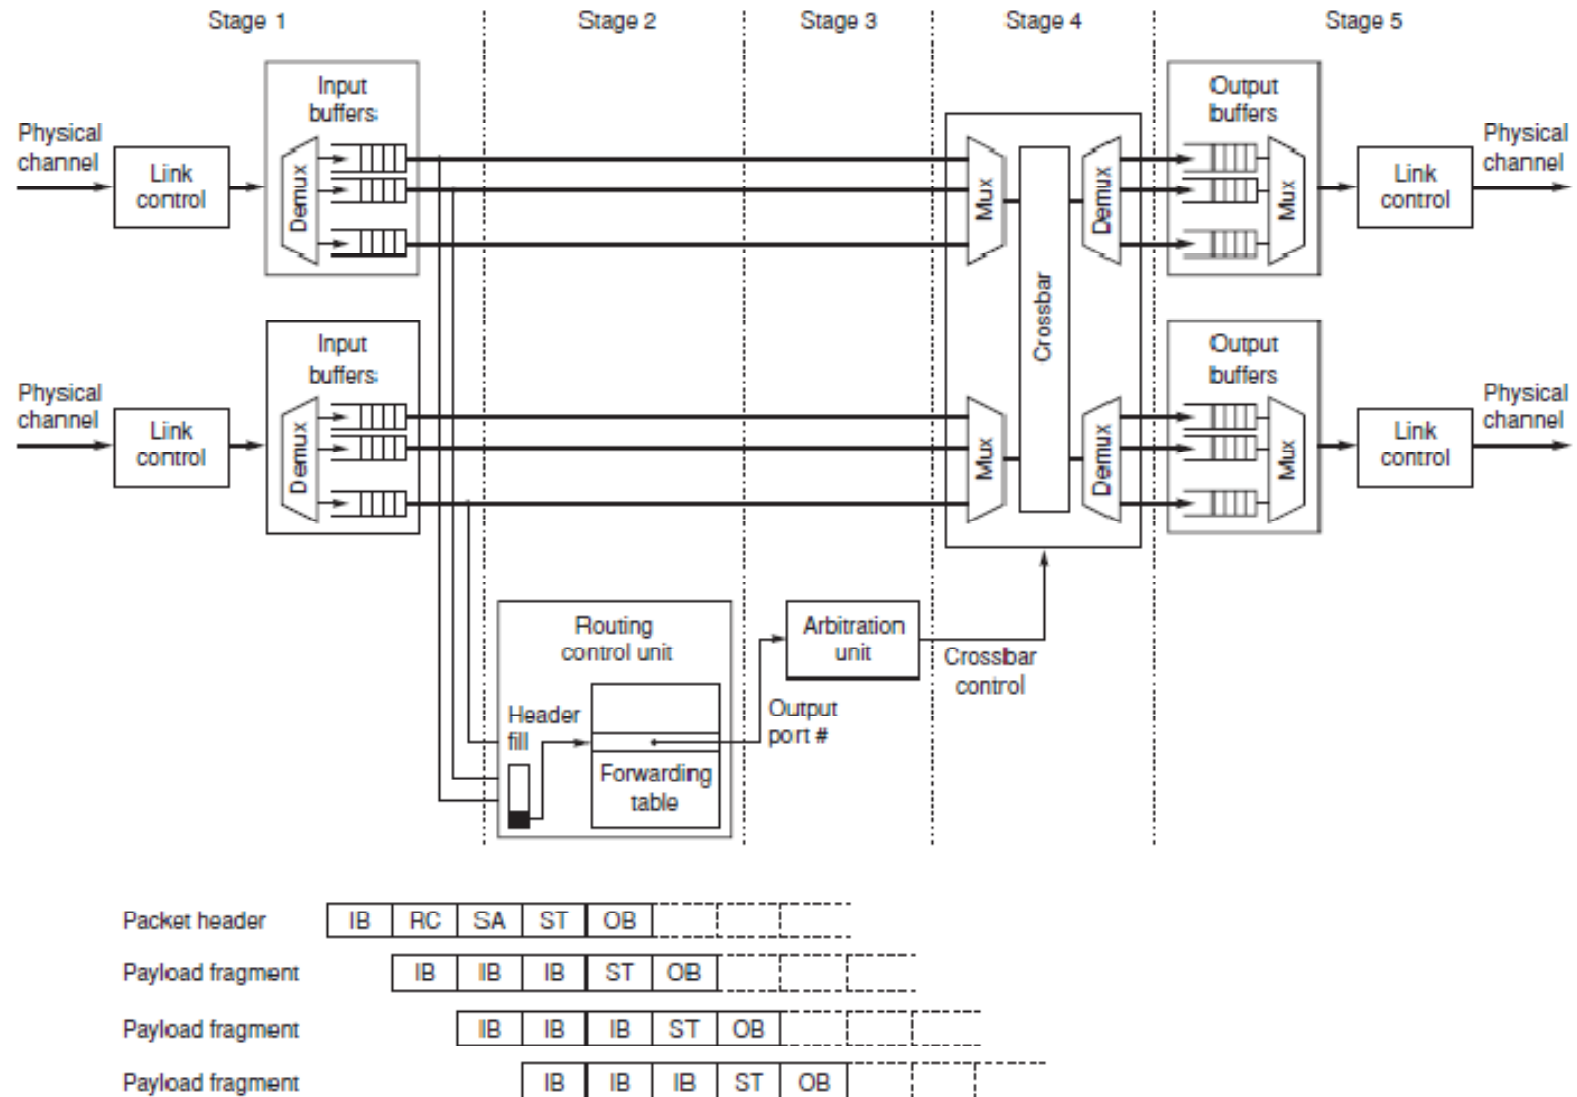 Stage 1
Stage 2
Stage 3
Stage 4
Stage 5
Input
buffers
Output
buffers
Physical
channel
Link
control
Demux
Mux
Crossbar
Demux
Mux
Link
control
Physical
channel
Input
buffers
Output
buffers
Physical
channel
Link
control
Demux
Mux
Demux
Mux
Link
control
Physical
channel
Routing
control unit
Arbitration
unit
Crossbar
control
Header
fill
Output
port #
Forwarding
table
Packet header IB RC SA ST OB
Payload fragment IB IB IB ST OB
Payload fragment IB IB IB ST OB
Payload fragment IB IB IB ST OB